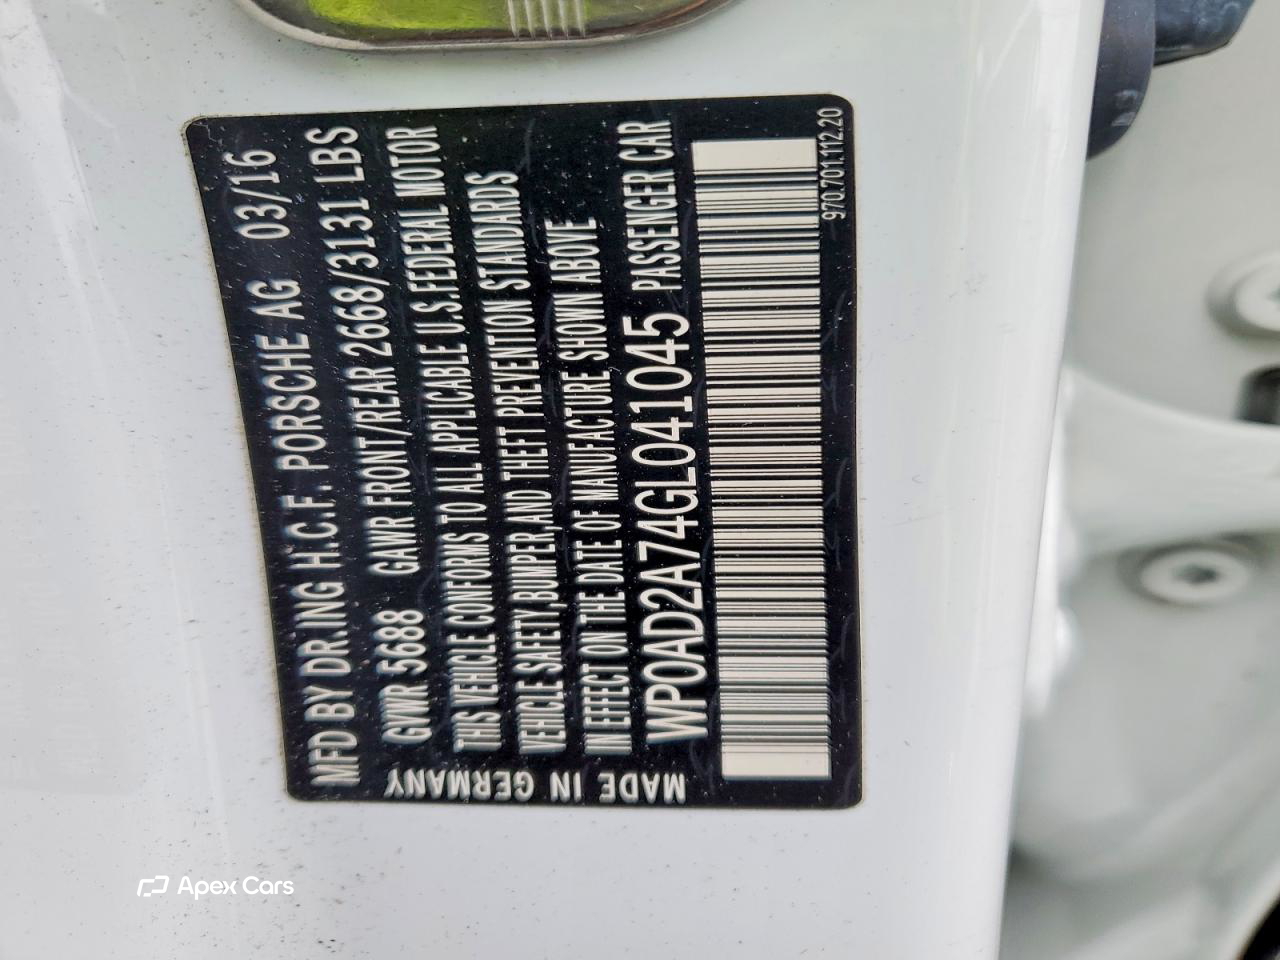 MFD BY DR.ING H.C.F. PORSCHE AG 03/16
GVWR 5688 GAWR FRONT/REAR 2668/3131 LBS
THIS VEHICLE CONFORMS TO ALL APPLICABLE U.S.FEDERAL MOTOR
VEHICLE SAFETY,BUMPER,AND THEFT PREVENTION STANDARDS
IN EFFECT ON THE DATE OF MANUFACTURE SHOWN ABOVE
WP0AD2A74GL041045 PASSENGER CAR
MADE IN GERMANY
970.701.112.20
Apex Cars